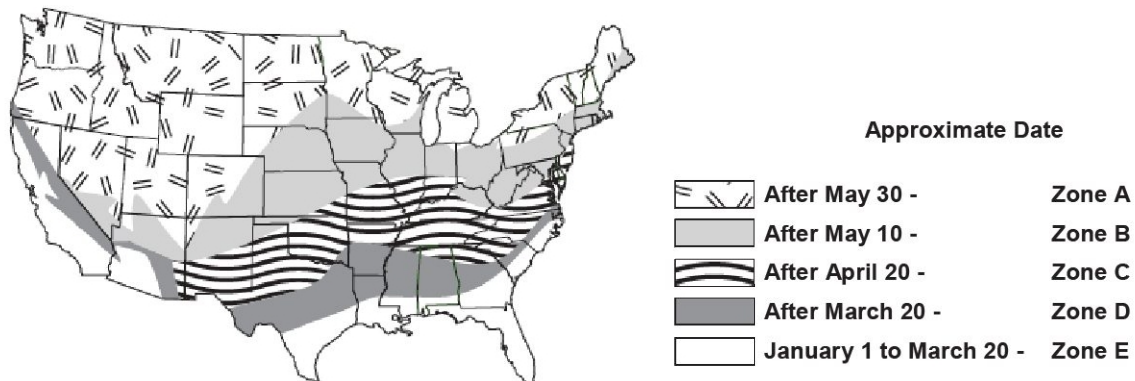 Approximate Date
After May 30 - Zone A
After May 10 - Zone B
After April 20 - Zone C
After March 20 - Zone D
January 1 to March 20 - Zone E